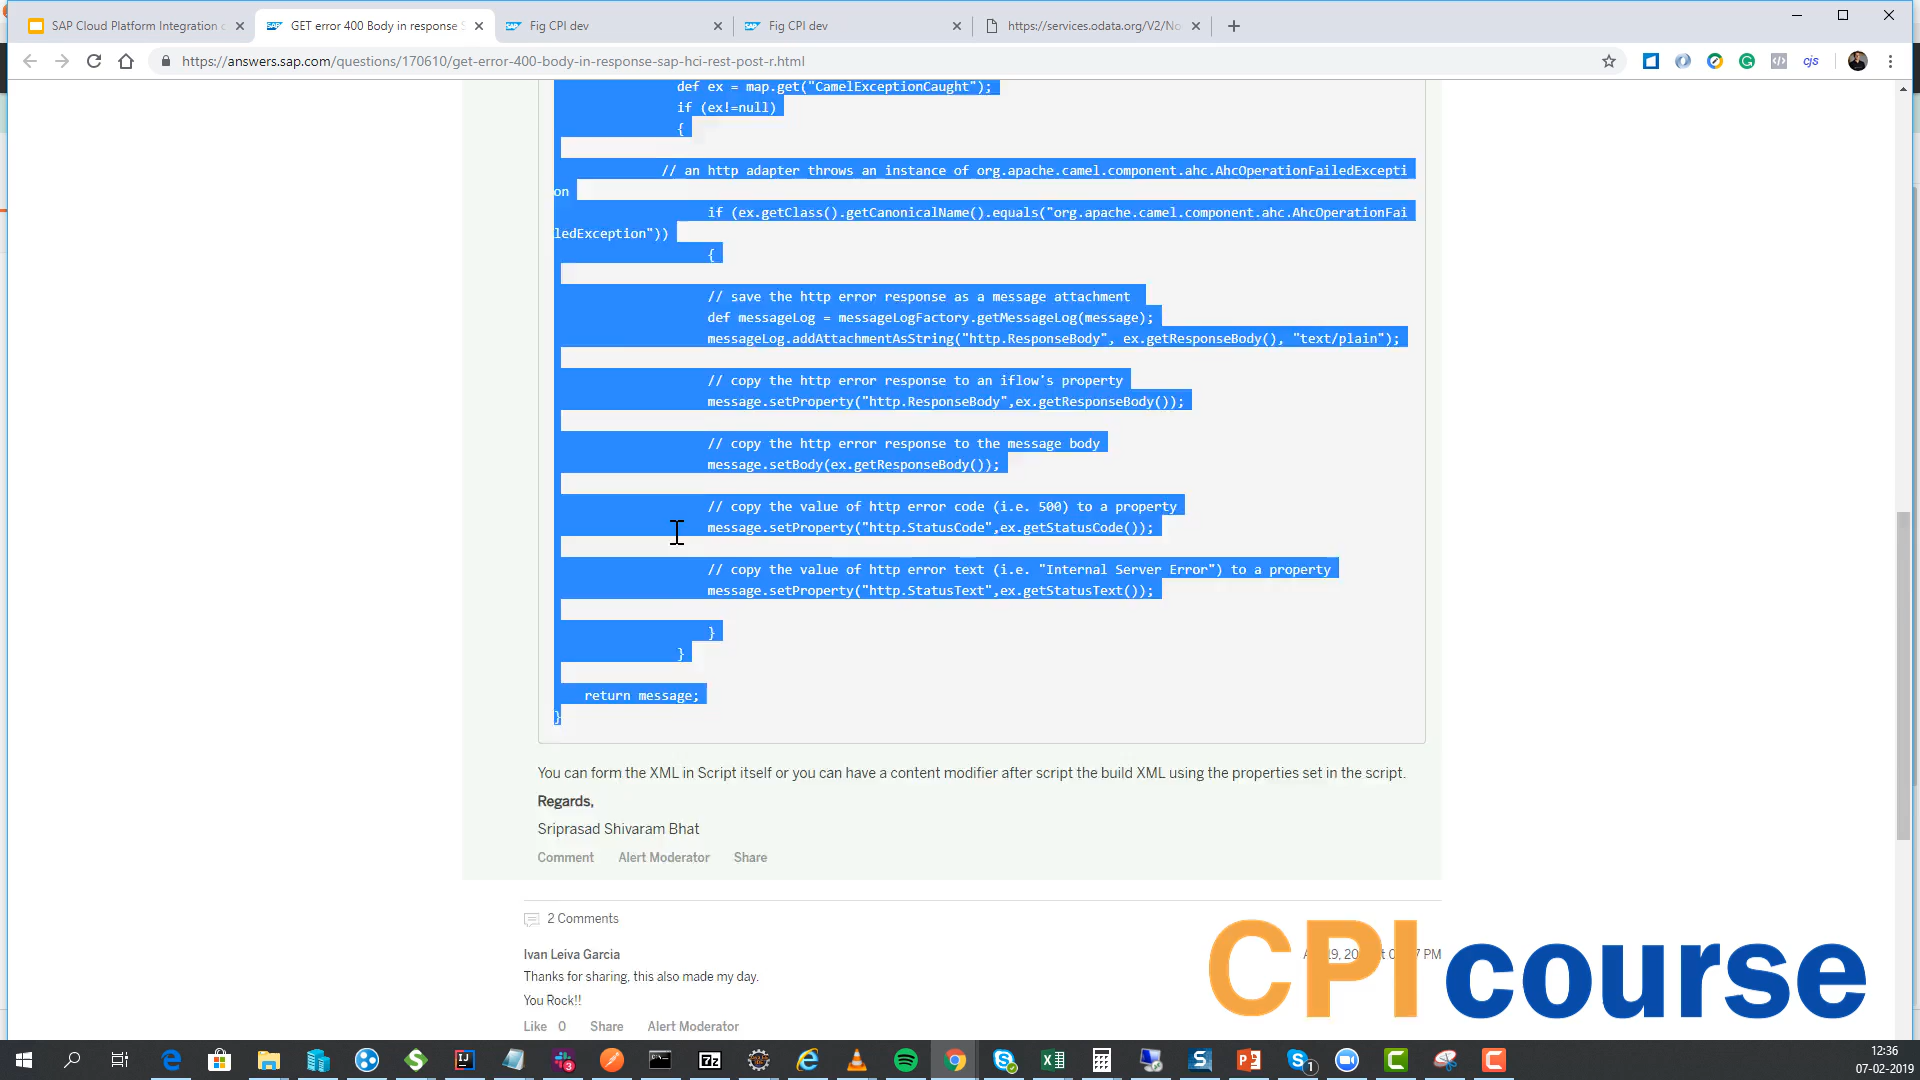 SAP Cloud Platform Integration
GET error 400 Body in response
Fig CPI dev
Fig CPI dev
https://services.odata.org/V2/No
https://answers.sap.com/questions/170610/get-error-400-body-in-response-sap-hci-rest-post-r.html
cjs
def ex = map.get("CamelExceptionCaught");
if (ex!=null)
{
// an http adapter throws an instance of org.apache.camel.component.ahc.AhcOperationFailedExcepti
on
if (ex.getClass().getCanonicalName().equals("org.apache.camel.component.ahc.AhcOperationFai
ledException"))
{
// save the http error response as a message attachment
def messageLog = messageLogFactory.getMessageLog(message);
messageLog.addAttachmentAsString("http.ResponseBody", ex.getResponseBody(), "text/plain");
// copy the http error response to an iflow's property
message.setProperty("http.ResponseBody",ex.getResponseBody());
// copy the http error response to the message body
message.setBody(ex.getResponseBody());
// copy the value of http error code (i.e. 500) to a property
message.setProperty("http.StatusCode",ex.getStatusCode());
// copy the value of http error text (i.e. "Internal Server Error") to a property
message.setProperty("http.StatusText",ex.getStatusText());
}
}
return message;
}
You can form the XML in Script itself or you can have a content modifier after script the build XML using the properties set in the script.
Regards,
Sriprasad Shivaram Bhat
Comment Alert Moderator Share
2 Comments
Ivan Leiva Garcia
PM
Thanks for sharing, this also made my day.
You Rock!!
Like 0 Share Alert Moderator
CPI course
12:36
07-02-2019